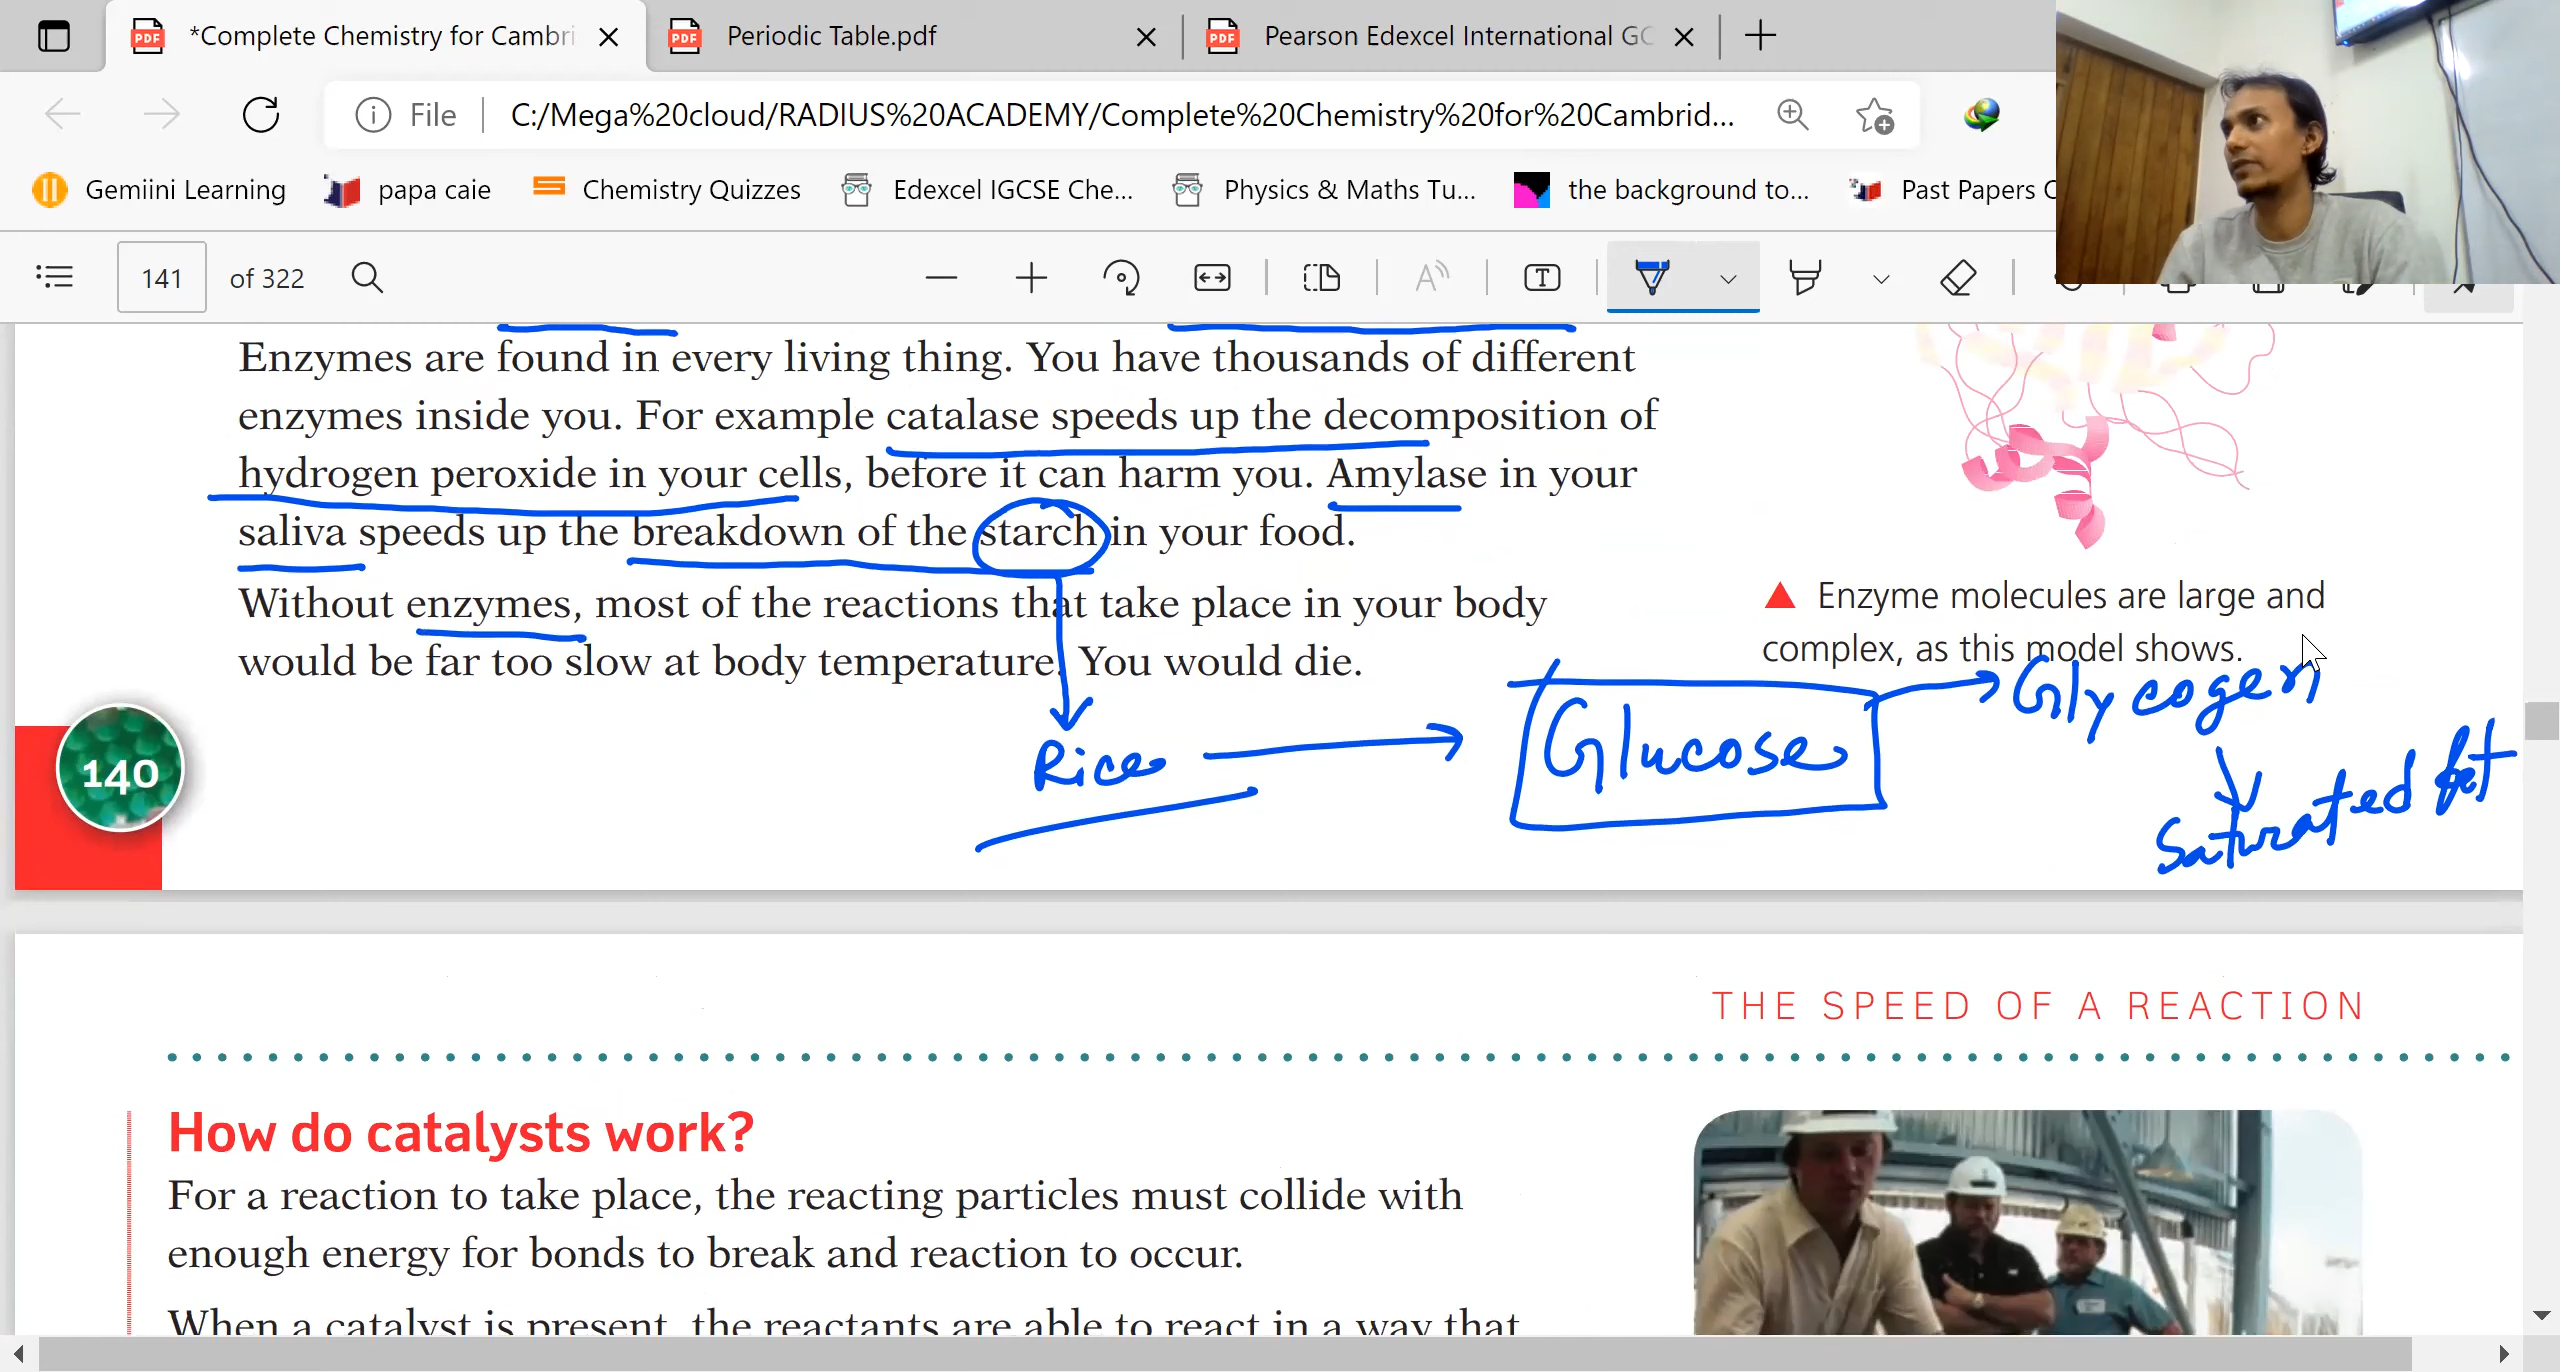 *Complete Chemistry for Cambri
Periodic Table.pdf
Pearson Edexcel International GC
File
C:/Mega%20cloud/RADIUS%20ACADEMY/Complete%20Chemistry%20for%20Cambrid...
Gemiini Learning
papa caie
Chemistry Quizzes
Edexcel IGCSE Che...
Physics & Maths Tu...
the background to...
Past Papers
141 of 322
Enzymes are found in every living thing. You have thousands of different
enzymes inside you. For example catalase speeds up the decomposition of
hydrogen peroxide in your cells, before it can harm you. Amylase in your
saliva speeds up the breakdown of the starch in your food.
Without enzymes, most of the reactions that take place in your body
would be far too slow at body temperature. You would die.
▲ Enzyme molecules are large and
complex, as this model shows.
Rice
Glucose
Glycogen
Saturated fat
140
THE SPEED OF A REACTION
How do catalysts work?
For a reaction to take place, the reacting particles must collide with
enough energy for bonds to break and reaction to occur.
When a catalyst is present, the reactants are able to react in a way that